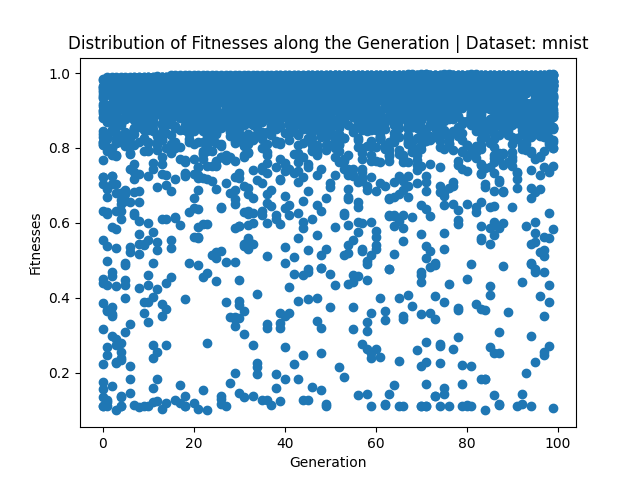 Distribution of Fitnesses along the Generation | Dataset: mnist
1.0
0.8
0.6
0.4
0.2
Fitnesses
0 20 40 60 80 100
Generation